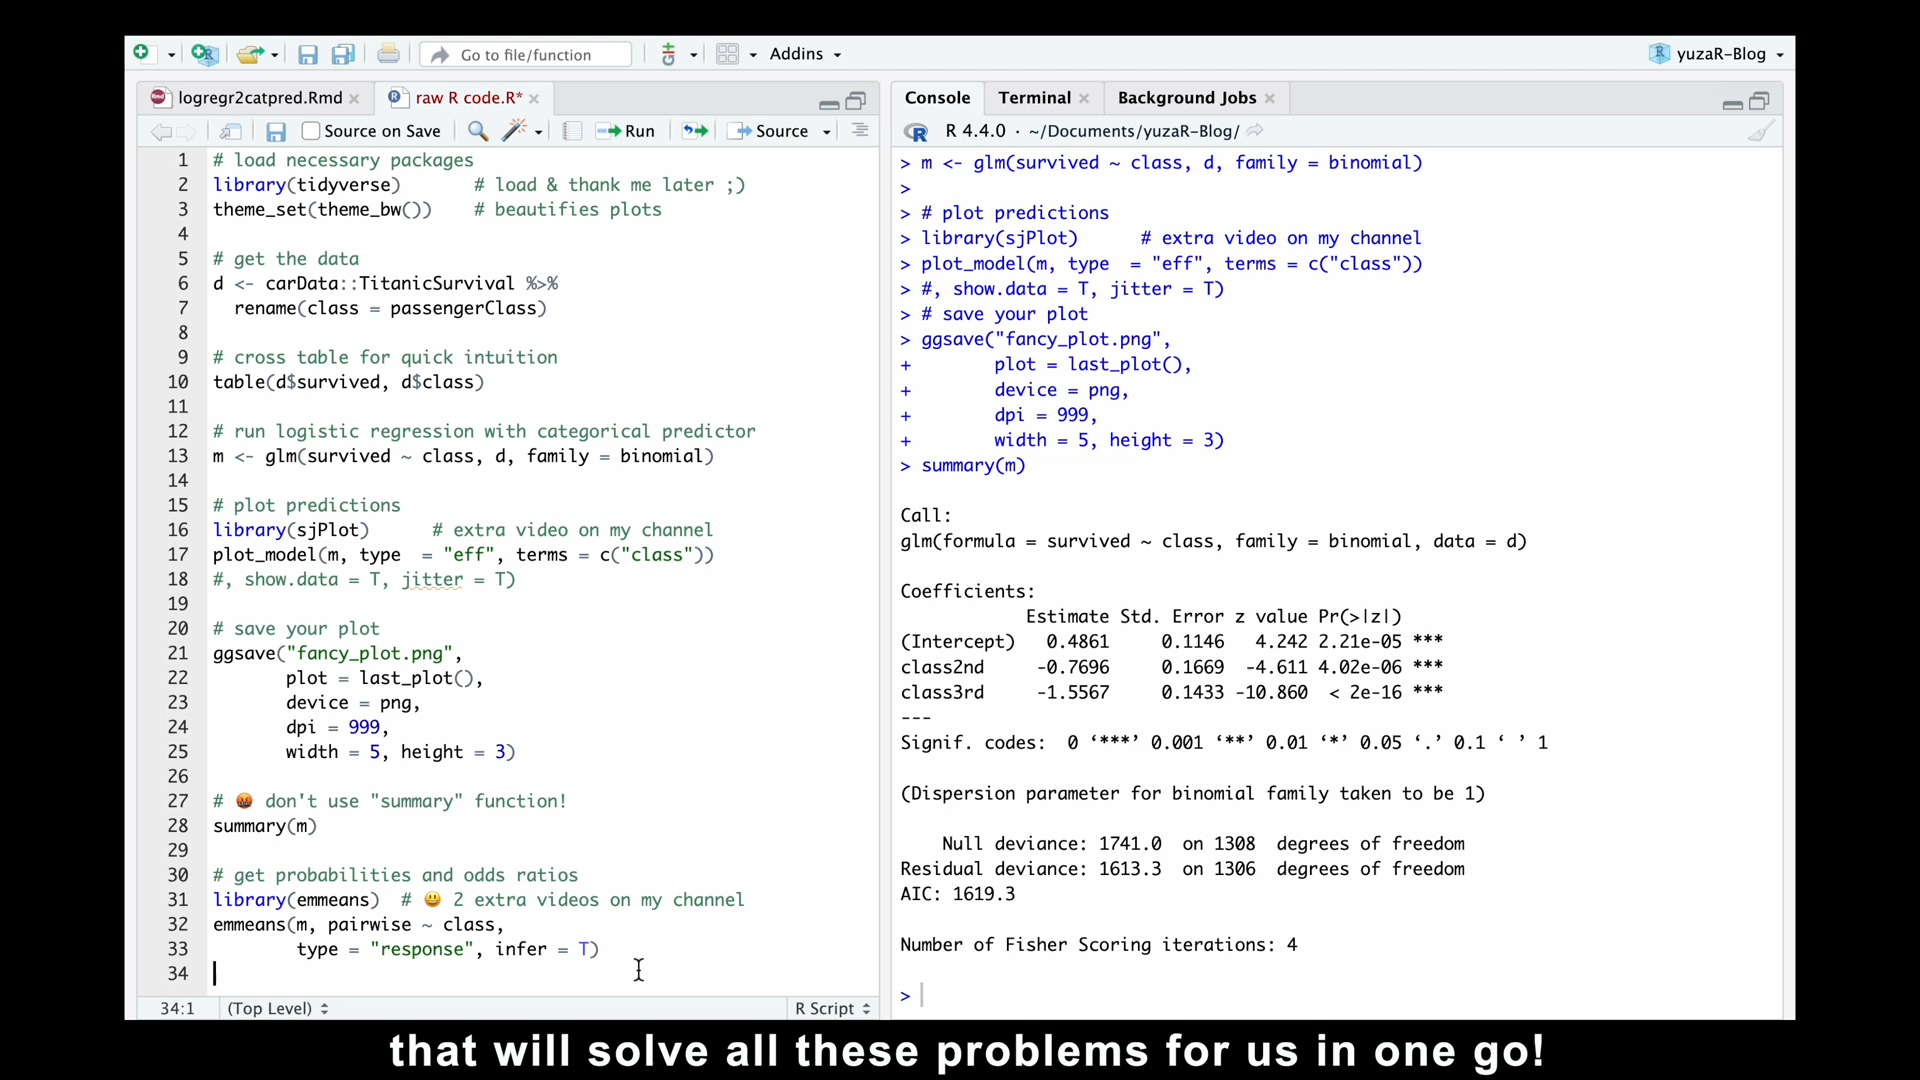 Go to file/function
Addins
yuzaR-Blog
logregr2catpred.Rmd
raw R code.R*
Source on Save
Run
Source
1 # load necessary packages
2 library(tidyverse) # load & thank me later ;)
3 theme_set(theme_bw()) # beautifies plots
4
5 # get the data
6 d <- carData::TitanicSurvival %>%
7 rename(class = passengerClass)
8
9 # cross table for quick intuition
10 table(d$survived, d$class)
11
12 # run logistic regression with categorical predictor
13 m <- glm(survived ~ class, d, family = binomial)
14
15 # plot predictions
16 library(sjPlot) # extra video on my channel
17 plot_model(m, type = "eff", terms = c("class"))
18 #, show.data = T, jitter = T)
19
20 # save your plot
21 ggsave("fancy_plot.png",
22 plot = last_plot(),
23 device = png,
24 dpi = 999,
25 width = 5, height = 3)
26
27 # 🤬 don't use "summary" function!
28 summary(m)
29
30 # get probabilities and odds ratios
31 library(emmeans) # 😃 2 extra videos on my channel
32 emmeans(m, pairwise ~ class,
33 type = "response", infer = T)
34
34:1 (Top Level) R Script
Console Terminal Background Jobs
R 4.4.0 · ~/Documents/yuzaR-Blog/
> m <- glm(survived ~ class, d, family = binomial)
>
> # plot predictions
> library(sjPlot) # extra video on my channel
> plot_model(m, type = "eff", terms = c("class"))
> #, show.data = T, jitter = T)
> # save your plot
> ggsave("fancy_plot.png",
+ plot = last_plot(),
+ device = png,
+ dpi = 999,
+ width = 5, height = 3)
> summary(m)
Call:
glm(formula = survived ~ class, family = binomial, data = d)
Coefficients:
Estimate Std. Error z value Pr(>|z|)
(Intercept) 0.4861 0.1146 4.242 2.21e-05 ***
class2nd -0.7696 0.1669 -4.611 4.02e-06 ***
class3rd -1.5567 0.1433 -10.860 < 2e-16 ***
---
Signif. codes: 0 ‘***’ 0.001 ‘**’ 0.01 ‘*’ 0.05 ‘.’ 0.1 ‘ ’ 1
(Dispersion parameter for binomial family taken to be 1)
Null deviance: 1741.0 on 1308 degrees of freedom
Residual deviance: 1613.3 on 1306 degrees of freedom
AIC: 1619.3
Number of Fisher Scoring iterations: 4
>
that will solve all these problems for us in one go!